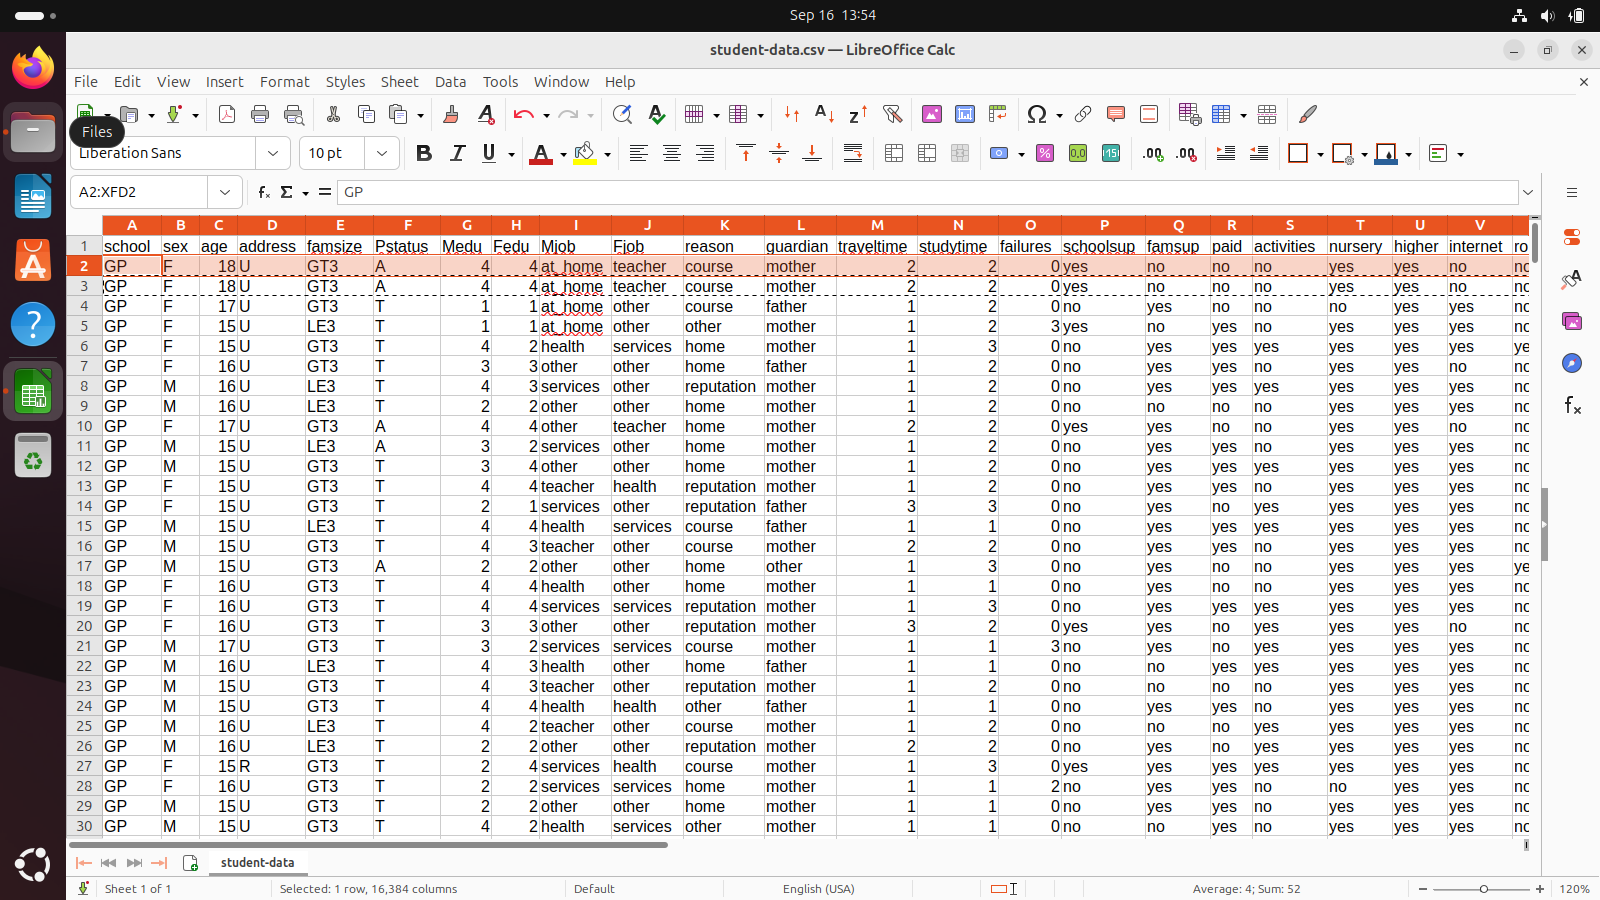 Sep 16 13:54
student-data.csv — LibreOffice Calc
File Edit View Insert Format Styles Sheet Data Tools Window Help
Files
Liberation Sans 10 pt
A2:XFD2 GP
A B C D E F G H I J K L M N O P Q R S T U V
1 school sex age address famsize Pstatus Medu Fedu Mjob Fjob reason guardian traveltime studytime failures schoolsup famsup paid activities nursery higher internet ro
2 GP F 18 U GT3 A 4 4 at_home teacher course mother 2 2 0 yes no no no yes yes no no
3 GP F 18 U GT3 A 4 4 at_home teacher course mother 2 2 0 yes no no no yes yes no no
4 GP F 17 U GT3 T 1 1 at_home other course father 1 2 0 no yes no no no yes yes no
5 GP F 15 U LE3 T 1 1 at_home other other mother 1 2 3 yes no yes no yes yes yes no
6 GP F 15 U GT3 T 4 2 health services home mother 1 3 0 no yes yes yes yes yes yes ye
7 GP F 16 U GT3 T 3 3 other other home father 1 2 0 no yes yes no yes yes no no
8 GP M 16 U LE3 T 4 3 services other reputation mother 1 2 0 no yes yes yes yes yes yes no
9 GP M 16 U LE3 T 2 2 other other home mother 1 2 0 no no no no yes yes yes no
10 GP F 17 U GT3 A 4 4 other teacher home mother 2 2 0 yes yes no no yes yes no no
11 GP M 15 U LE3 A 3 2 services other home mother 1 2 0 no yes yes no yes yes yes no
12 GP M 15 U GT3 T 3 4 other other home mother 1 2 0 no yes yes yes yes yes yes no
13 GP F 15 U GT3 T 4 4 teacher health reputation mother 1 2 0 no yes yes no yes yes yes no
14 GP F 15 U GT3 T 2 1 services other reputation father 3 3 0 no yes no yes yes yes yes no
15 GP M 15 U LE3 T 4 4 health services course father 1 1 0 no yes yes yes yes yes yes no
16 GP M 15 U GT3 T 4 3 teacher other course mother 2 2 0 no yes yes no yes yes yes no
17 GP M 15 U GT3 A 2 2 other other home other 1 3 0 no yes no no yes yes yes ye
18 GP F 16 U GT3 T 4 4 health other home mother 1 1 0 no yes no no yes yes yes no
19 GP F 16 U GT3 T 4 4 services services reputation mother 1 3 0 no yes yes yes yes yes yes no
20 GP F 16 U GT3 T 3 3 other other reputation mother 3 2 0 yes yes no yes yes yes no no
21 GP M 17 U GT3 T 3 2 services services course mother 1 1 3 no yes no yes yes yes yes no
22 GP M 16 U LE3 T 4 3 health other home father 1 1 0 no no yes yes yes yes yes no
23 GP M 15 U GT3 T 4 3 teacher other reputation mother 1 2 0 no no no no yes yes yes no
24 GP M 15 U GT3 T 4 4 health health other father 1 1 0 no yes yes no yes yes yes no
25 GP M 16 U LE3 T 4 2 teacher other course mother 1 2 0 no no no yes yes yes yes no
26 GP M 16 U LE3 T 2 2 other other reputation mother 2 2 0 no yes no yes yes yes yes no
27 GP F 15 R GT3 T 2 4 services health course mother 1 3 0 yes yes yes yes yes yes yes no
28 GP F 16 U GT3 T 2 2 services services home mother 1 1 2 no yes yes no no yes yes no
29 GP M 15 U GT3 T 2 2 other other home mother 1 1 0 no yes yes no yes yes yes no
30 GP M 15 U GT3 T 4 2 health services other mother 1 1 0 no no yes no yes yes yes no
student-data
Sheet 1 of 1 Selected: 1 row, 16,384 columns Default English (USA) Average: 4; Sum: 52 120%